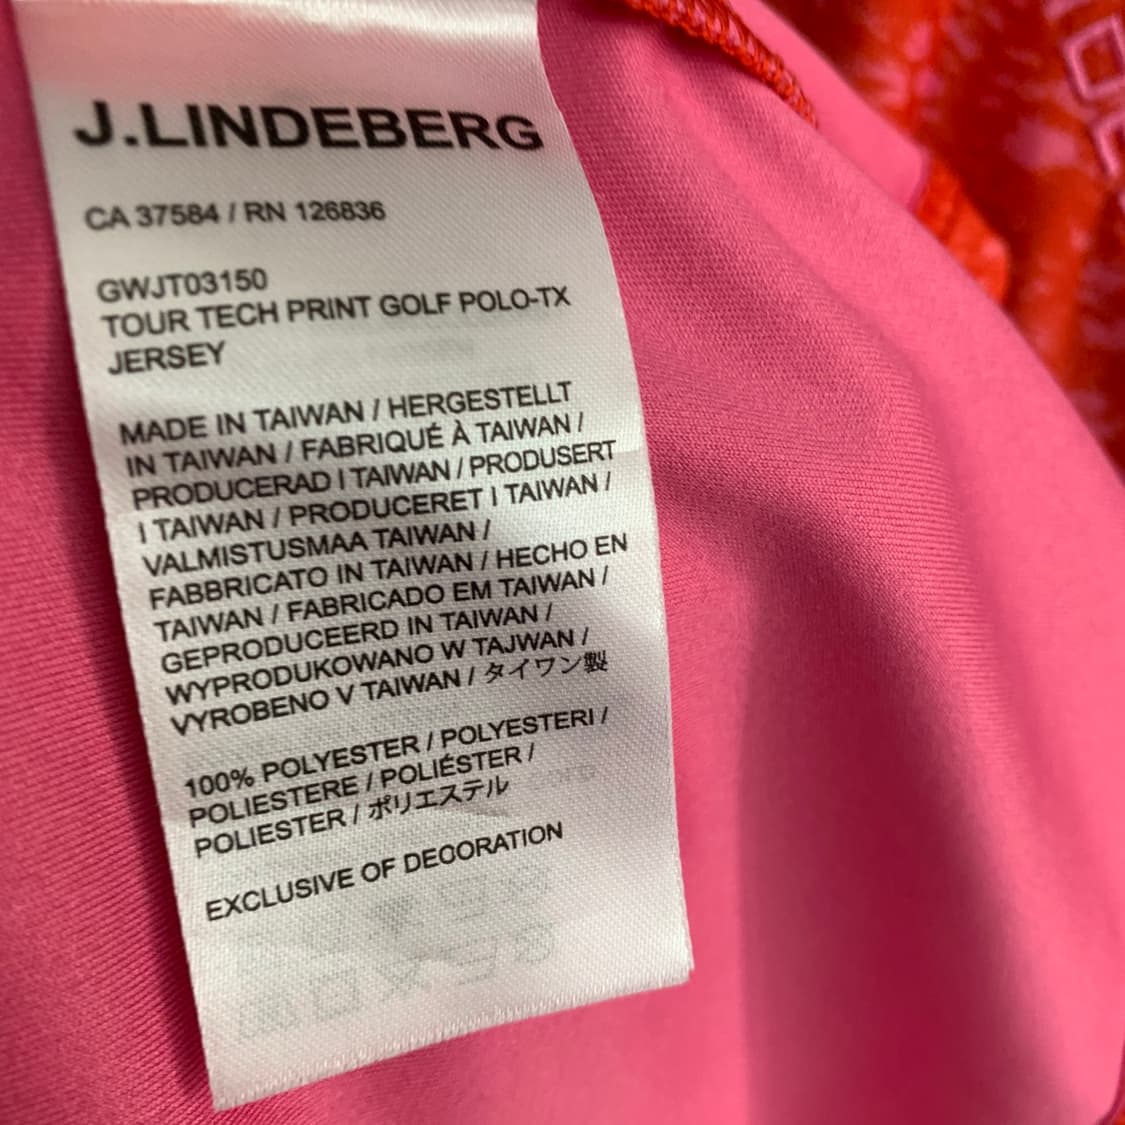 J.LINDEBERG
CA 37584 / RN 126836
GWJT03150
TOUR TECH PRINT GOLF POLO-TX
JERSEY
MADE IN TAIWAN / HERGESTELLT
IN TAIWAN / FABRIQUÉ À TAIWAN /
PRODUCERAD I TAIWAN / PRODUSERT
I TAIWAN / PRODUCERET I TAIWAN /
VALMISTUSMAA TAIWAN /
FABBRICATO IN TAIWAN / HECHO EN
TAIWAN / FABRICADO EM TAIWAN /
GEPRODUCEERD IN TAIWAN /
WYPRODUKOWANO W TAJWAN /
VYROBENO V TAIWAN / タイワン製
100% POLYESTER / POLYESTERI /
POLIESTERE / POLIÉSTER /
POLIESTER / ポリエステル
EXCLUSIVE OF DECORATION